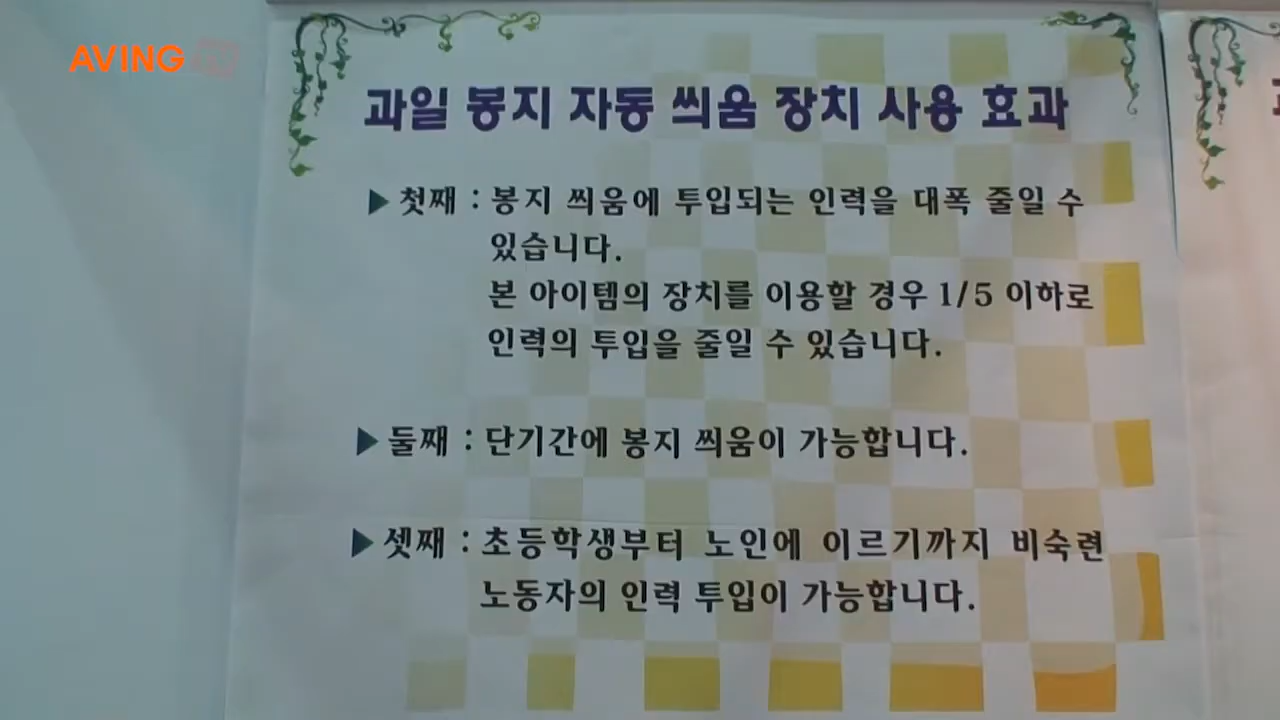 AVING
과일 봉지 자동 씌움 장치 사용 효과
▶ 첫째 : 봉지 씌움에 투입되는 인력을 대폭 줄일 수
있습니다.
본 아이템의 장치를 이용할 경우 1/5 이하로
인력의 투입을 줄일 수 있습니다.
▶ 둘째 : 단기간에 봉지 씌움이 가능합니다.
▶ 셋째 : 초등학생부터 노인에 이르기까지 비숙련
노동자의 인력 투입이 가능합니다.